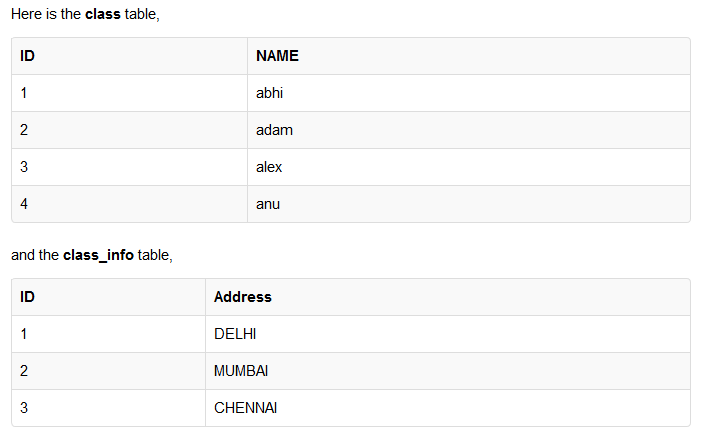 Here is the class table,
ID NAME
1 abhi
2 adam
3 alex
4 anu
and the class_info table,
ID Address
1 DELHI
2 MUMBAI
3 CHENNAI